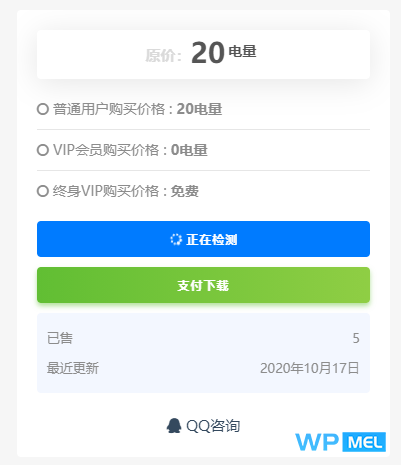 原价: 20 电量
普通用户购买价格 : 20电量
VIP会员购买价格 : 0电量
终身VIP购买价格 : 免费
正在检测
支付下载
已售 5
最近更新 2020年10月17日
QQ咨询
WP MEL